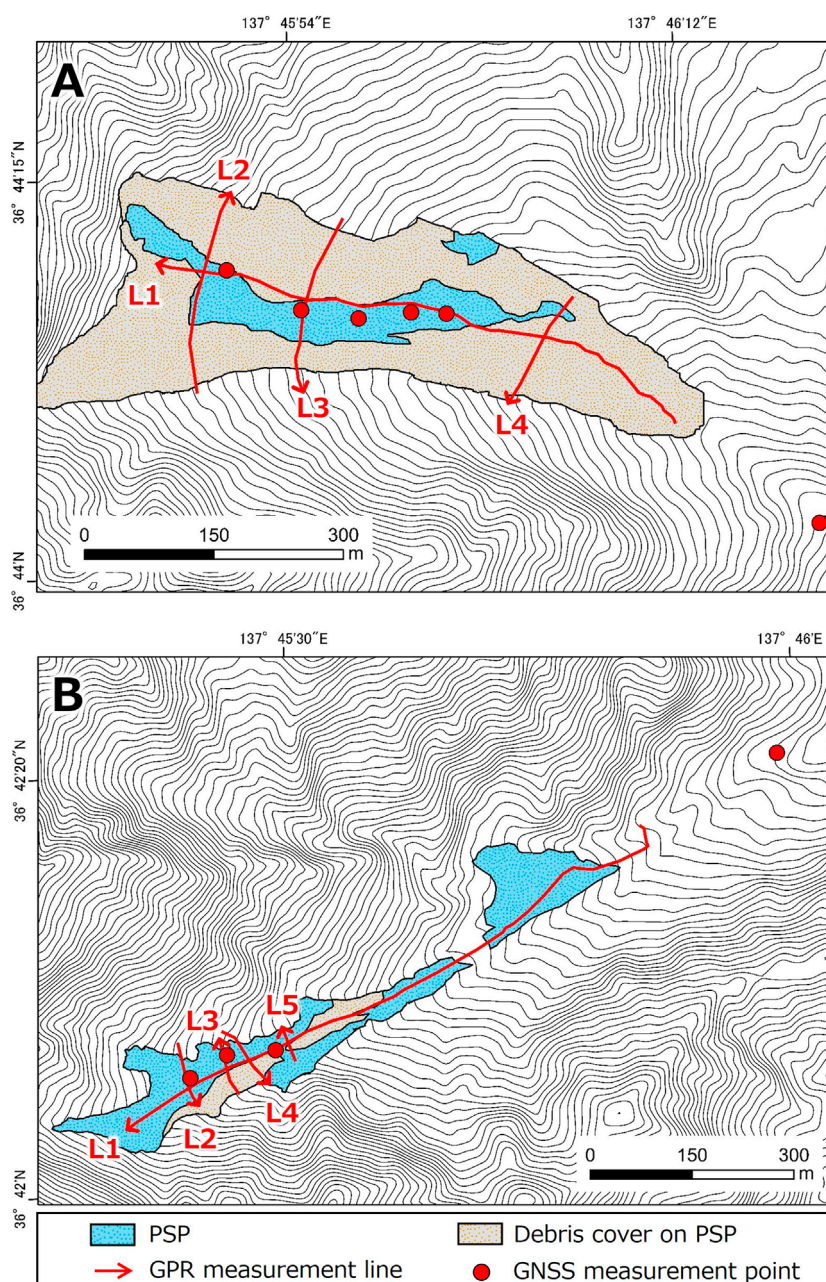 137° 45′54″E
137° 46′12″E
A
36° 44′15″N
L2
L1
L3
L4
0 150 300
m
36° 44′N
137° 45′30″E
137° 46′E
B
36° 42′20″N
L5
L3
L4
L1
L2
0 150 300
m
36° 42′N
PSP
Debris cover on PSP
GPR measurement line
GNSS measurement point